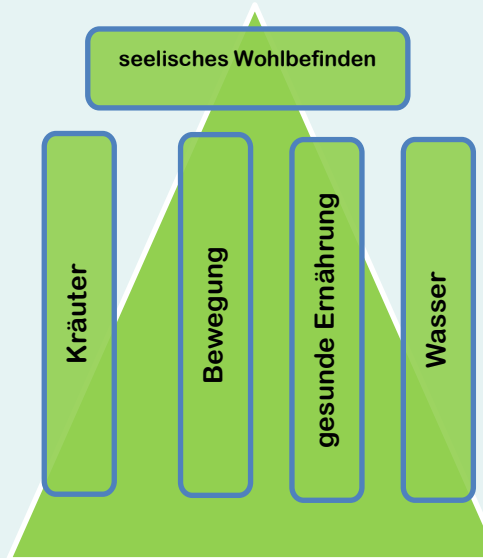 seelisches Wohlbefinden
Kräuter
Bewegung
gesunde Ernährung
Wasser